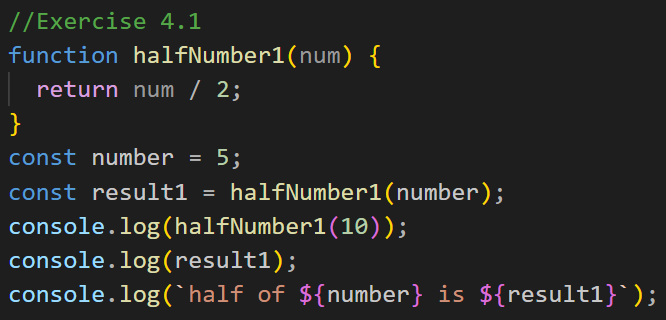 //Exercise 4.1
function halfNumber1(num) {
  return num / 2;
}
const number = 5;
const result1 = halfNumber1(number);
console.log(halfNumber1(10));
console.log(result1);
console.log(`half of ${number} is ${result1}`);